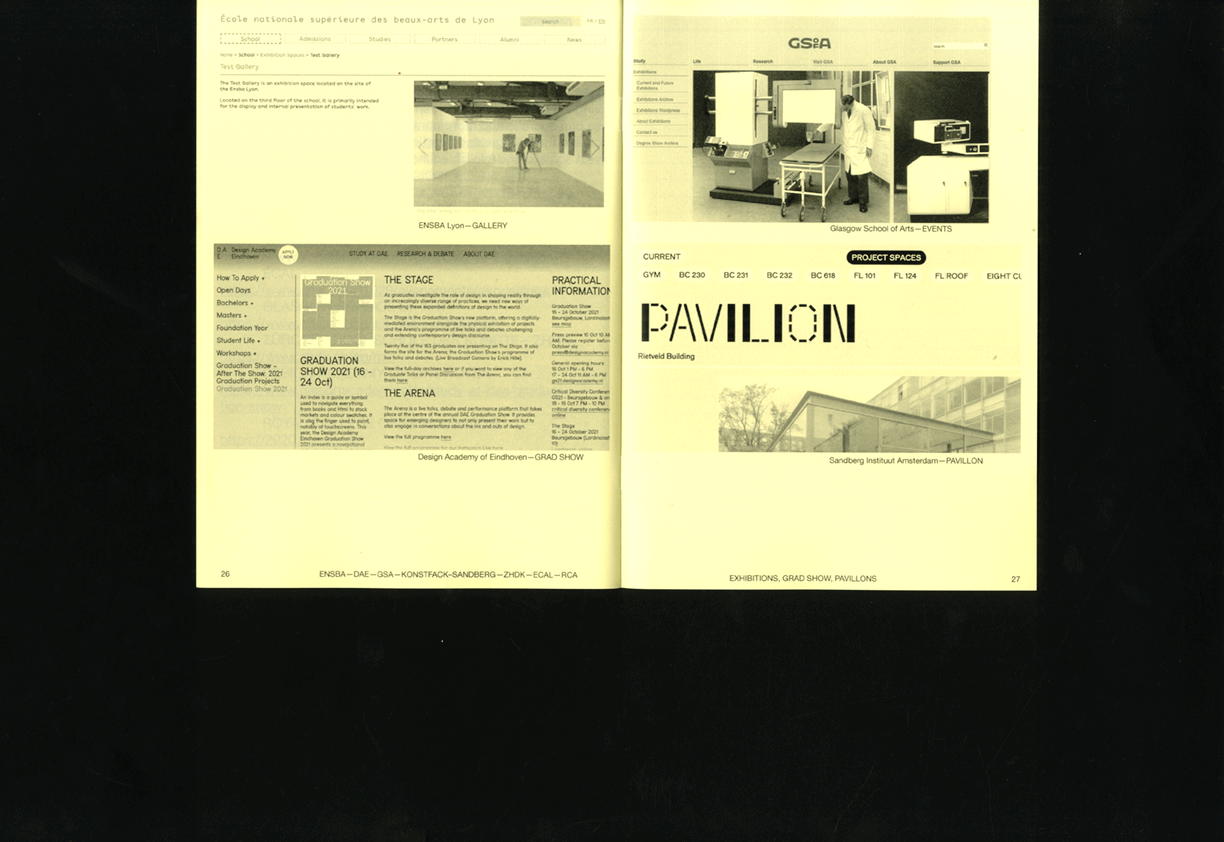 École nationale supérieure des beaux-arts de Lyon
search
FR / EN
School Admissions Studies Partners Alumni News
Home > School > Exhibition Spaces > Test Gallery
Test Gallery
The Test Gallery is an exhibition space located on the site of
the Ensba Lyon.
Located on the third floor of the school, it is primarily intended
for the display and internal presentation of students' work.
ENSBA Lyon—GALLERY
D A Design Academy
E Eindhoven
APPLY
NOW
STUDY AT DAE RESEARCH & DEBATE ABOUT DAE
How To Apply +
Open Days
Bachelors +
Masters +
Foundation Year
Student Life +
Workshops +
Graduation Show –
After The Show: 2021
Graduation Projects
Graduation Show 2021
Graduation Show
2021
GRADUATION
SHOW 2021 (16 -
24 Oct)
An index is a guide or symbol
used to navigate everything
from books and html to stock
markets and colour swatches. It
is also the finger used to point,
notably of touchscreens. This
year, the Design Academy
Eindhoven Graduation Show
2021 presents a navigational
THE STAGE
As graduates investigate the role of design in shaping reality through
an increasingly diverse range of practices, we need new ways of
presenting these expanded definitions of design to the world.
The Stage is the Graduation Show's new platform, offering a digitally-
mediated environment alongside the physical exhibition of projects
and the Arena's programme of live talks and debates challenging
and extending contemporary design discourse.
Twenty five of the 163 graduates are presenting on The Stage. It also
forms the site for the Arena; the Graduation Show's programme of
live talks and debates. (Live Broadcast Camera by Erick Hille).
View the full-day archives here or if you want to view any of the
Graduate Talks or Panel Discussion from The Arena, you can find
them here.
THE ARENA
The Arena is a live talks, debate and performance platform that takes
place at the centre of the annual DAE Graduation Show. It provides
space for emerging designers to not only present their work but to
also engage in conversations about the ins and outs of design.
View the full programme here
PRACTICAL
INFORMATION
Graduation Show
16 - 24 October 2021
Beursgebouw, Lardinoisst
see map
Press preview 15 Oct 10 AM
AM. Please register before
October via
press@designacademy.nl
General opening hours:
16 Oct 1 PM - 6 PM
17 - 24 Oct 11 AM - 6 PM
gs21.designacademy.nl
Critical Diversity Conferen
GS21 - Beursgebouw & on
18 - 19 Oct 7 PM - 10 PM
critical diversity conferen
online
The Stage
16 - 24 October 2021
Beursgebouw (Lardinoisst
10)
Design Academy of Eindhoven—GRAD SHOW
26
ENSBA—DAE—GSA—KONSTFACK–SANDBERG—ZHDK—ECAL—RCA
GSOFA
search
Study Life Research Visit GSA About GSA Support GSA
Exhibitions
Current and Future
Exhibitions
Exhibitions Archive
Exhibitions Wordpress
About Exhibitions
Contact us
Degree Show Archive
Glasgow School of Arts—EVENTS
CURRENT PROJECT SPACES
GYM BC 230 BC 231 BC 232 BC 618 FL 101 FL 124 FL ROOF EIGHT CU
PAVILION
Rietveld Building
Sandberg Instituut Amsterdam—PAVILLON
EXHIBITIONS, GRAD SHOW, PAVILLONS
27